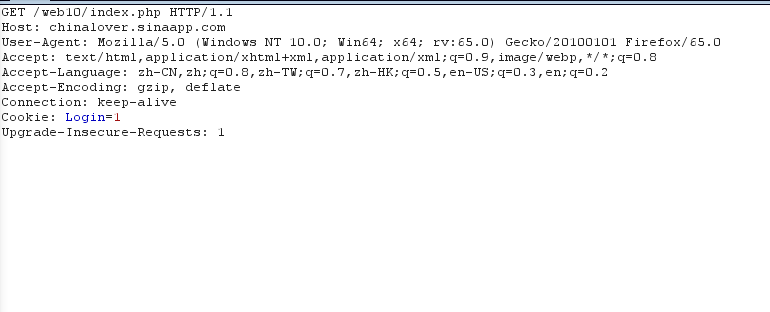 GET /web10/index.php HTTP/1.1
Host: chinalover.sinaapp.com
User-Agent: Mozilla/5.0 (Windows NT 10.0; Win64; x64; rv:65.0) Gecko/20100101 Firefox/65.0
Accept: text/html,application/xhtml+xml,application/xml;q=0.9,image/webp,*/*;q=0.8
Accept-Language: zh-CN,zh;q=0.8,zh-TW;q=0.7,zh-HK;q=0.5,en-US;q=0.3,en;q=0.2
Accept-Encoding: gzip, deflate
Connection: keep-alive
Cookie: Login=1
Upgrade-Insecure-Requests: 1